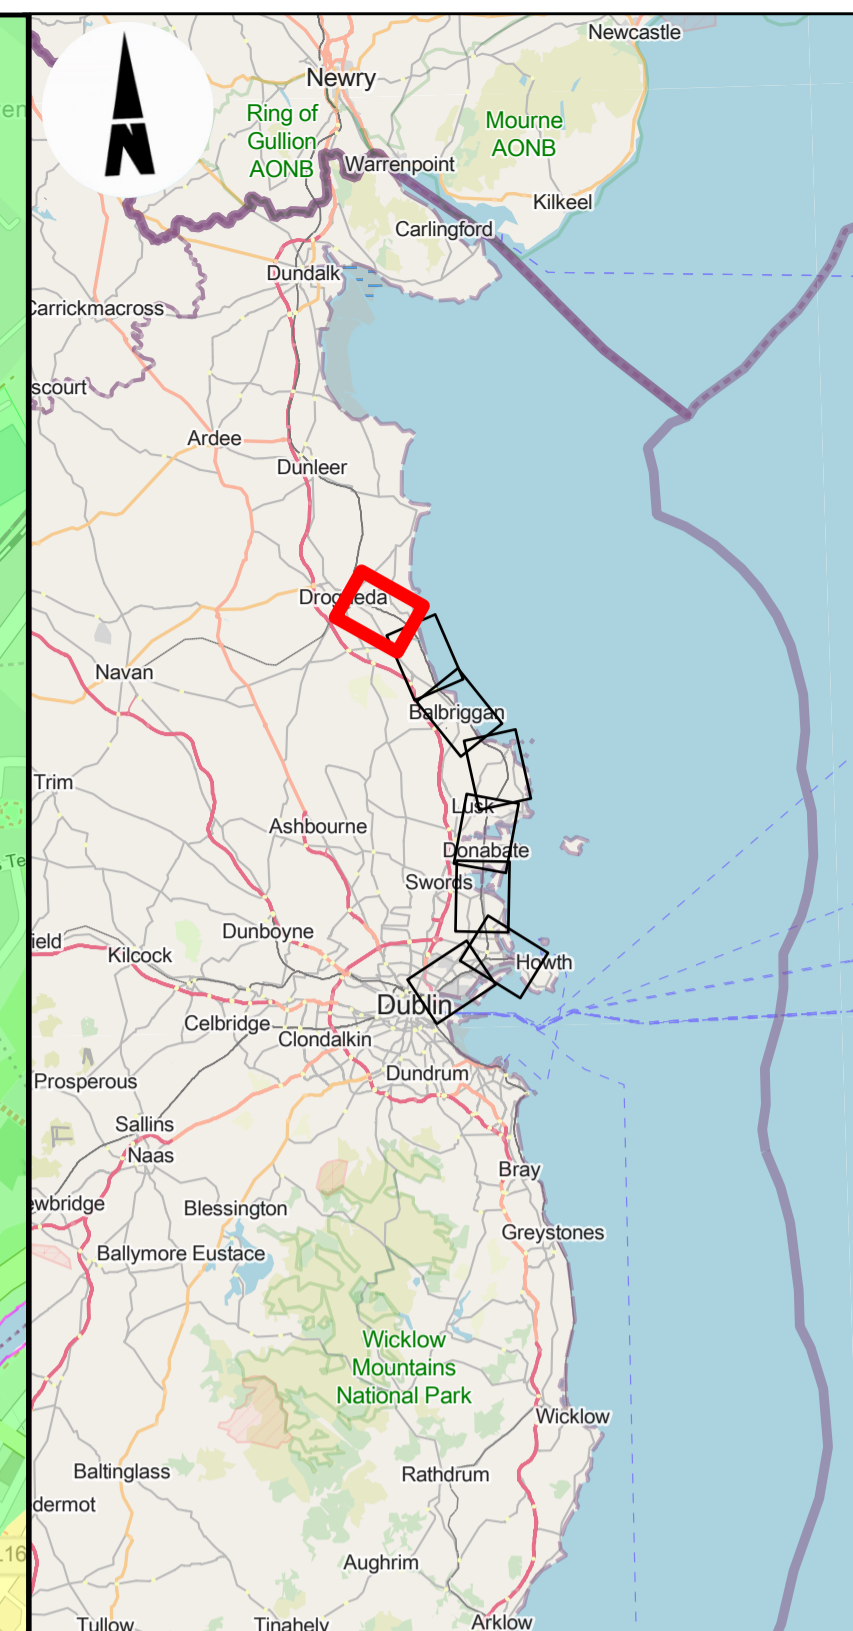 Newcastle
Newry
Ring of
Gullion
AONB
Mourne
AONB
Warrenpoint
N
Kilkeel
Carlingford
Dundalk
Carrickmacross
scourt
Ardee
Dunleer
Drogheda
Navan
Balbriggan
Trim
Lusk
Ashbourne
Donabate
Swords
Dunboyne
ield
Kilcock
Howth
Dublin
Celbridge
Clondalkin
Dundrum
Prosperous
Sallins
Naas
Bray
ewbridge
Blessington
Greystones
Ballymore Eustace
Wicklow
Mountains
National Park
Wicklow
Baltinglass
Rathdrum
dermot
L16
Aughrim
Tullow
Tinahely
Arklow